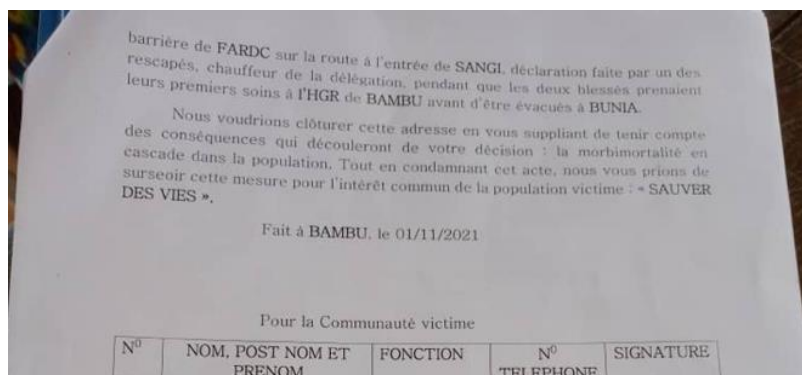 barrière de FARDC sur la route à l'entrée de SANGI, déclaration faite par un des
rescapés, chauffeur de la délégation, pendant que les deux blessés prenaient
leurs premiers soins à l'HGR de BAMBU avant d'être évacués à BUNIA.
Nous voudrions clôturer cette adresse en vous suppliant de tenir compte
des conséquences qui découleront de votre décision : la morbimortalité en
cascade dans la population. Tout en condamnant cet acte, nous vous prions de
surseoir cette mesure pour l'intérêt commun de la population victime : « SAUVER
DES VIES ».
Fait à BAMBU, le 01/11/2021
Pour la Communauté victime
N⁰ NOM, POST NOM ET FONCTION N⁰ SIGNATURE
PRENOM TELEPHONE